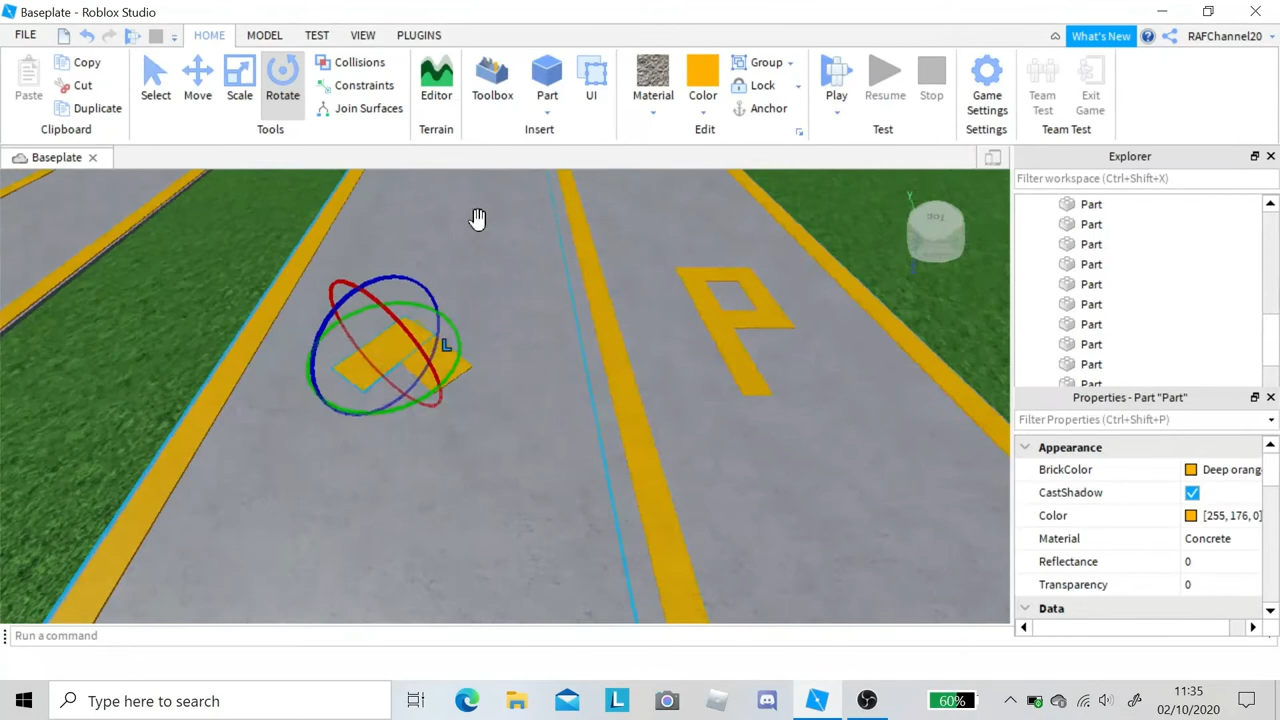 Baseplate - Roblox Studio
FILE HOME MODEL TEST VIEW PLUGINS What's New RAFChannel20
Paste Copy Cut Duplicate
Clipboard
Select Move Scale Rotate Collisions Constraints Join Surfaces
Tools
Editor
Terrain
Toolbox Part UI
Insert
Material Color Group Lock Anchor
Edit
Play Resume Stop
Test
Game Settings
Settings
Team Test Exit Game
Team Test
Baseplate
Explorer
Filter workspace (Ctrl+Shift+X)
Part
Part
Part
Part
Part
Part
Part
Part
Part
Part
Y
Top
L
P
Properties - Part "Part"
Filter Properties (Ctrl+Shift+P)
Appearance
BrickColor Deep orang
CastShadow
Color [255, 176, 0]
Material Concrete
Reflectance 0
Transparency 0
Data
Run a command
Type here to search
L
60%
11:35
02/10/2020